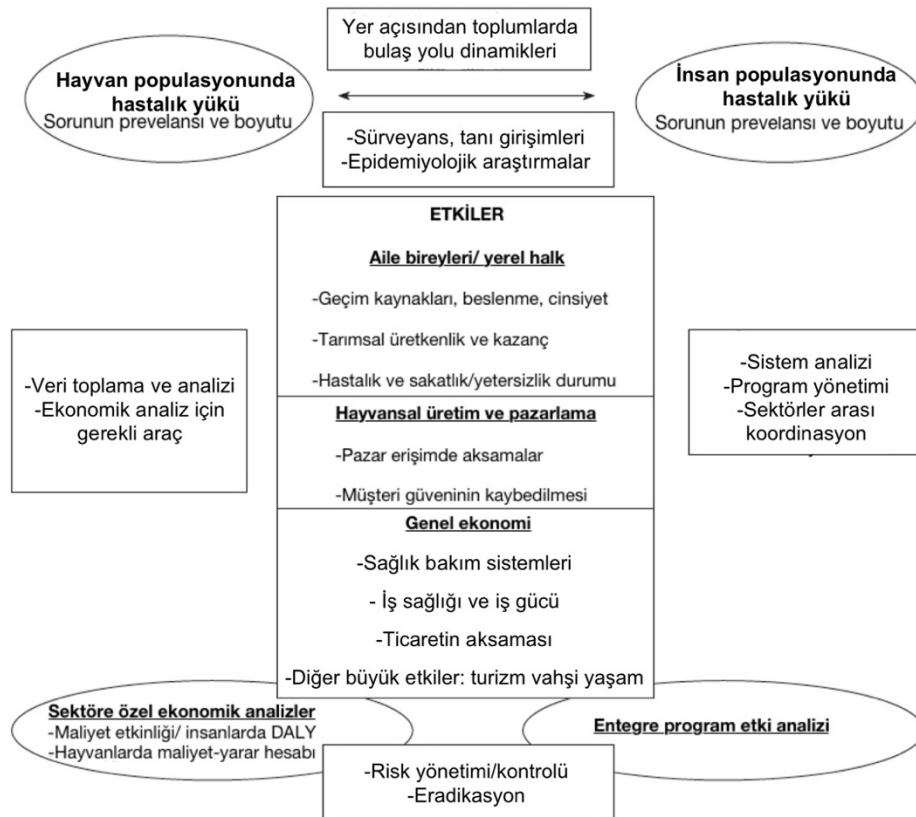 Yer açısından toplumlarda
bulaş yolu dinamikleri
Hayvan populasyonunda
hastalık yükü
Sorunun prevelansı ve boyutu
İnsan populasyonunda
hastalık yükü
Sorunun prevelansı ve boyutu
-Sürveyans, tanı girişimleri
-Epidemiyolojik araştırmalar
ETKİLER
Aile bireyleri/ yerel halk
-Geçim kaynakları, beslenme, cinsiyet
-Tarımsal üretkenlik ve kazanç
-Hastalık ve sakatlık/yetersizlik durumu
-Veri toplama ve analizi
-Ekonomik analiz için
gerekli araç
-Sistem analizi
-Program yönetimi
-Sektörler arası
koordinasyon
Hayvansal üretim ve pazarlama
-Pazar erişimde aksamalar
-Müşteri güveninin kaybedilmesi
Genel ekonomi
-Sağlık bakım sistemleri
- İş sağlığı ve iş gücü
-Ticaretin aksaması
-Diğer büyük etkiler: turizm vahşi yaşam
Sektöre özel ekonomik analizler
-Maliyet etkinliği/ insanlarda DALY
-Hayvanlarda maliyet-yarar hesabı
Entegre program etki analizi
-Risk yönetimi/kontrolü
-Eradikasyon